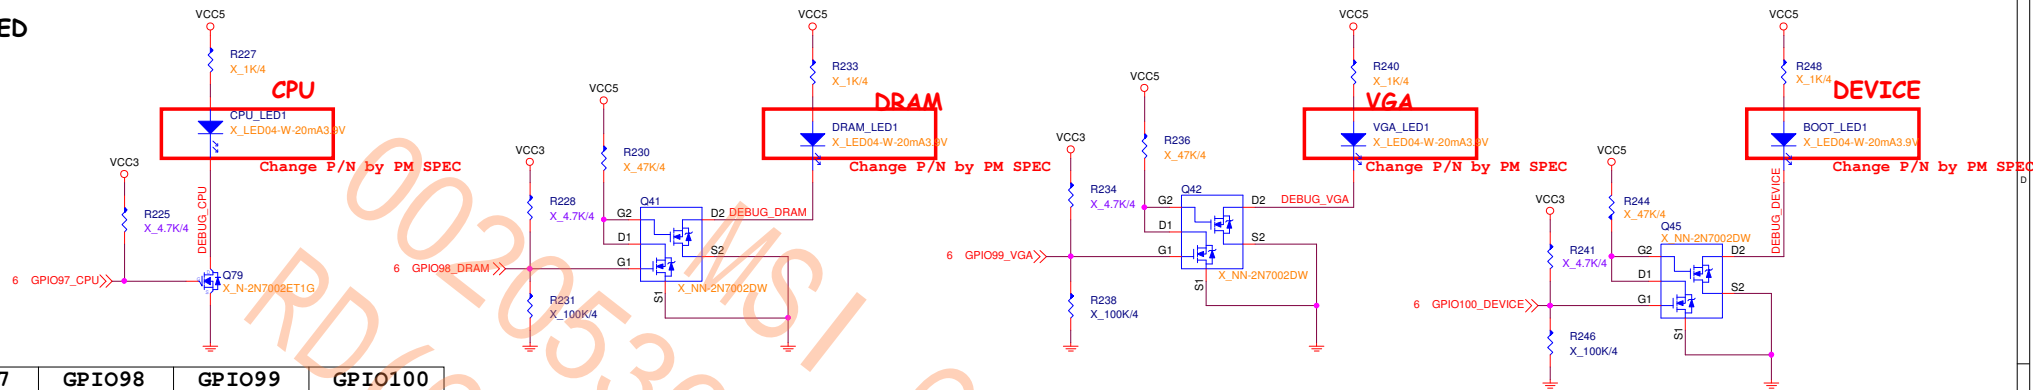 ED
VCC5
R227
X_1K/4
CPU
CPU_LED1
X_LED04-W-20mA3.9V
Change P/N by PM SPEC
VCC3
R225
X_4.7K/4
DEBUG_CPU
6 GPIO97_CPU
Q79
X_N-2N7002ET1G
VCC5
R233
X_1K/4
DRAM
DRAM_LED1
X_LED04-W-20mA3.9V
Change P/N by PM SPEC
VCC5
R230
X_47K/4
VCC3
R228
X_4.7K/4
Q41
G2
D2
DEBUG_DRAM
D1
S2
6 GPIO98_DRAM
G1
X_NN-2N7002DW
S1
R231
X_100K/4
VCC5
R240
X_1K/4
VGA
VGA_LED1
X_LED04-W-20mA3.9V
Change P/N by PM SPEC
VCC5
R236
X_47K/4
VCC3
R234
X_4.7K/4
Q42
G2
D2
DEBUG_VGA
D1
S2
6 GPIO99_VGA
G1
X_NN-2N7002DW
S1
R238
X_100K/4
VCC5
R248
X_1K/4
DEVICE
BOOT_LED1
X_LED04-W-20mA3.9V
Change P/N by PM SPEC
D
VCC5
R244
X_47K/4
VCC3
R241
X_4.7K/4
Q45
X_NN-2N7002DW
G2
D2
DEBUG_DEVICE
D1
S2
6 GPIO100_DEVICE
G1
S1
R246
X_100K/4
7 GPIO98 GPIO99 GPIO100
MSI